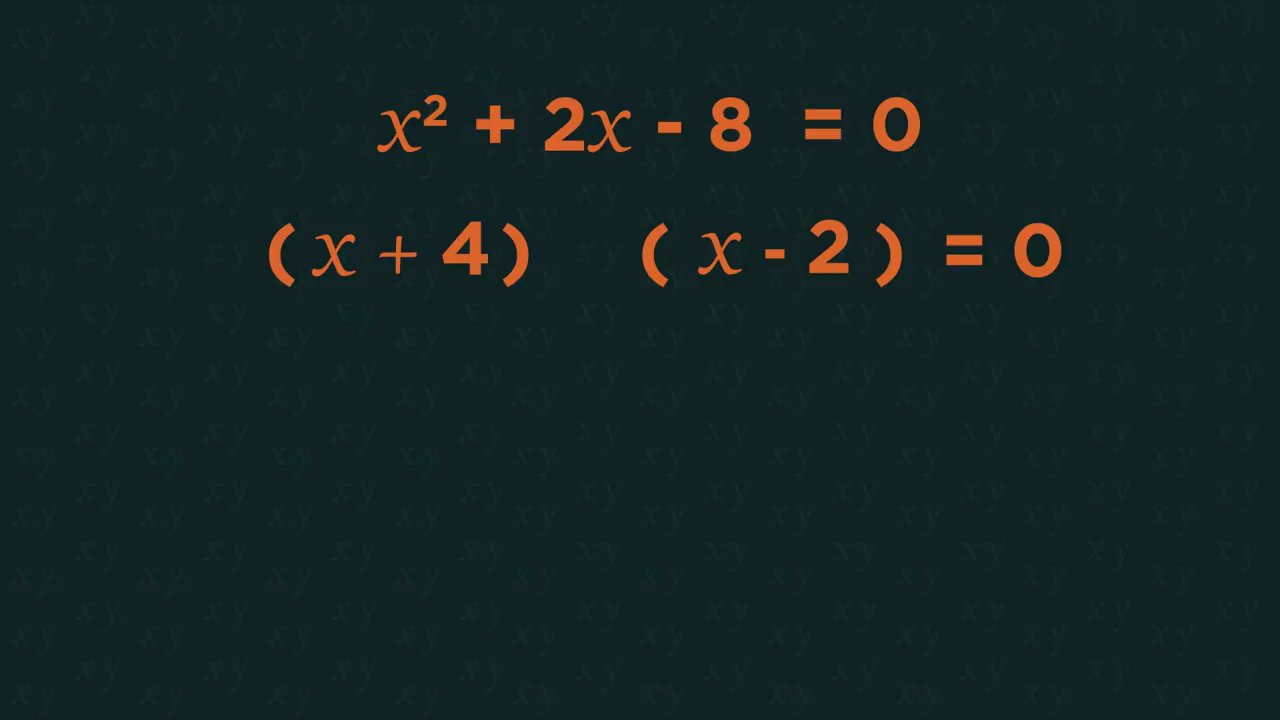 x² + 2x - 8 = 0
(x + 4) (x - 2) = 0